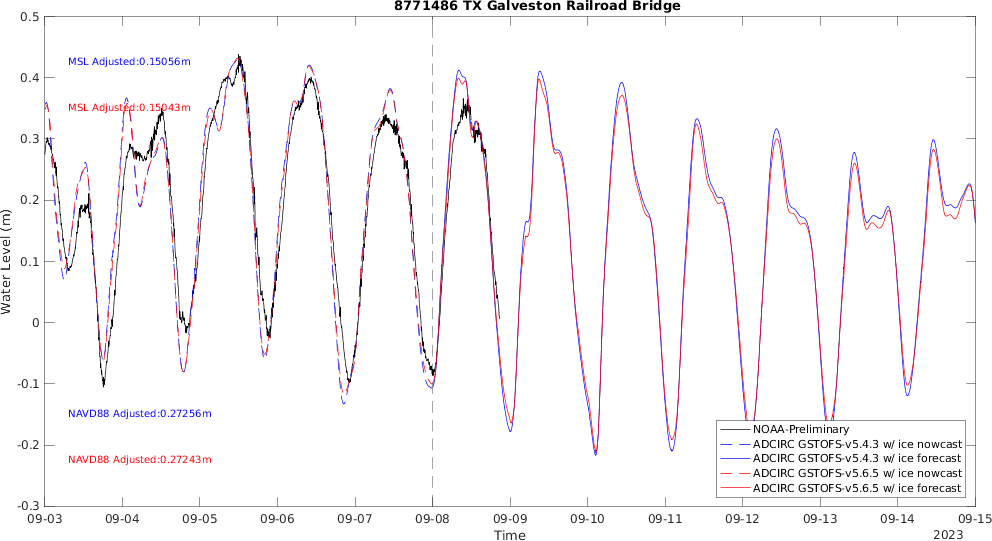 8771486 TX Galveston Railroad Bridge
0.5
0.4
0.3
0.2
0.1
0
-0.1
-0.2
-0.3
Water Level (m)
MSL Adjusted:0.15056m
MSL Adjusted:0.15043m
NAVD88 Adjusted:0.27256m
NAVD88 Adjusted:0.27243m
NOAA-Preliminary
ADCIRC GSTOFS-v5.4.3 w/ ice nowcast
ADCIRC GSTOFS-v5.4.3 w/ ice forecast
ADCIRC GSTOFS-v5.6.5 w/ ice nowcast
ADCIRC GSTOFS-v5.6.5 w/ ice forecast
09-03 09-04 09-05 09-06 09-07 09-08 09-09 09-10 09-11 09-12 09-13 09-14 09-15
Time
2023